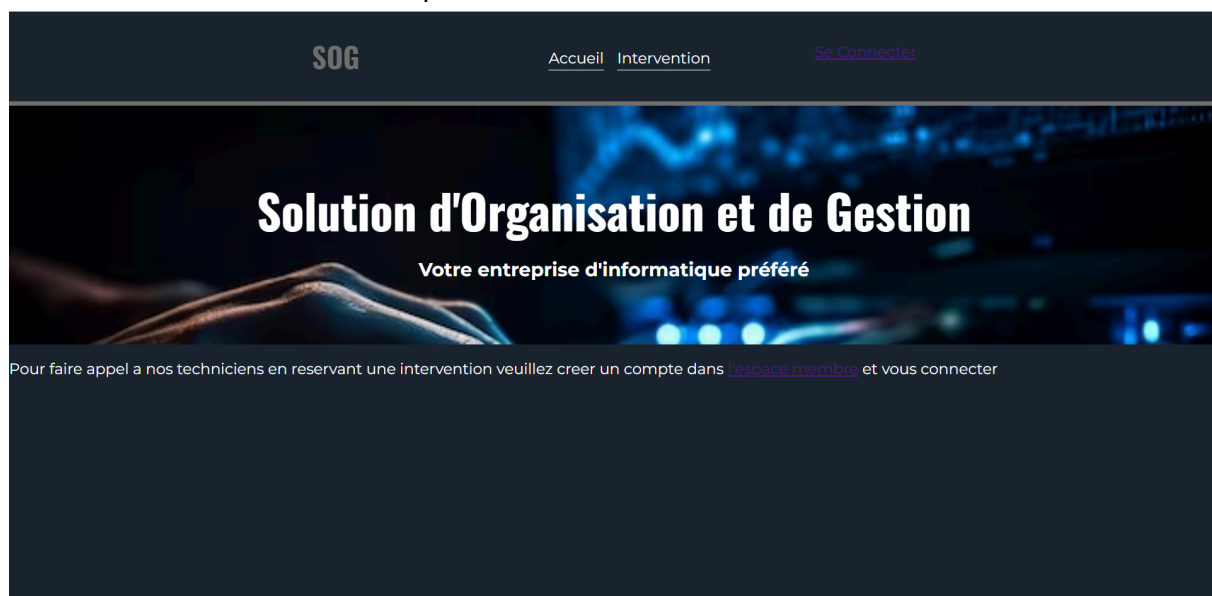 SOG
Accueil Intervention
Se Connecter
Solution d'Organisation et de Gestion
Votre entreprise d'informatique préféré
Pour faire appel a nos techniciens en reservant une intervention veuillez creer un compte dans l'espace membre et vous connecter